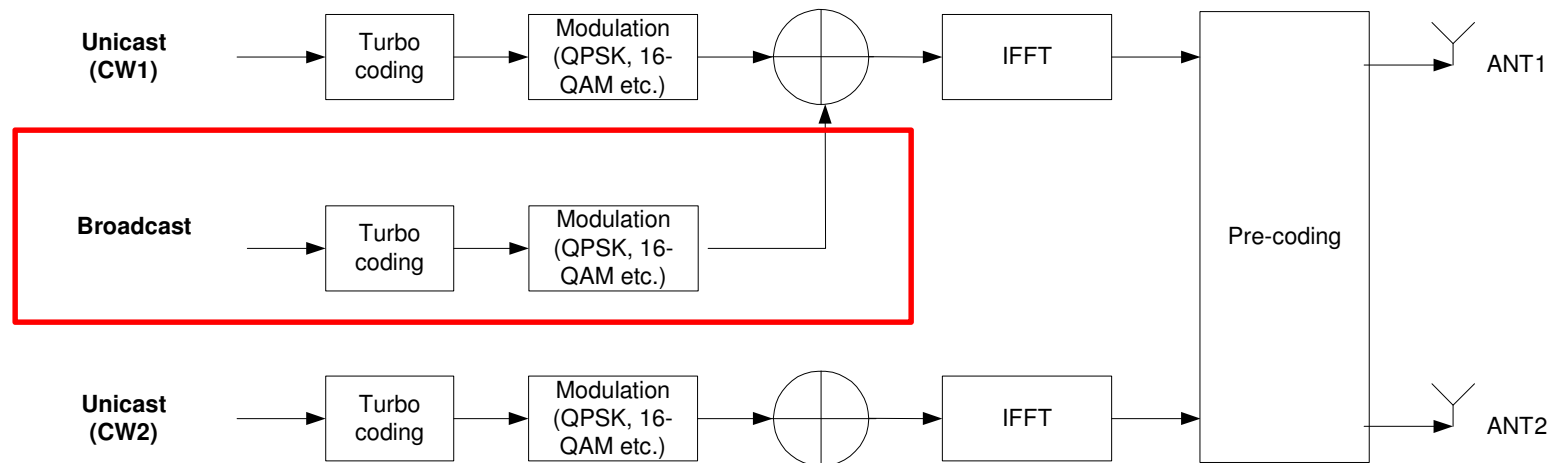 Unicast
(CW1)
Turbo
coding
Modulation
(QPSK, 16-
QAM etc.)
IFFT
ANT1
Broadcast
Turbo
coding
Modulation
(QPSK, 16-
QAM etc.)
Pre-coding
Unicast
(CW2)
Turbo
coding
Modulation
(QPSK, 16-
QAM etc.)
IFFT
ANT2